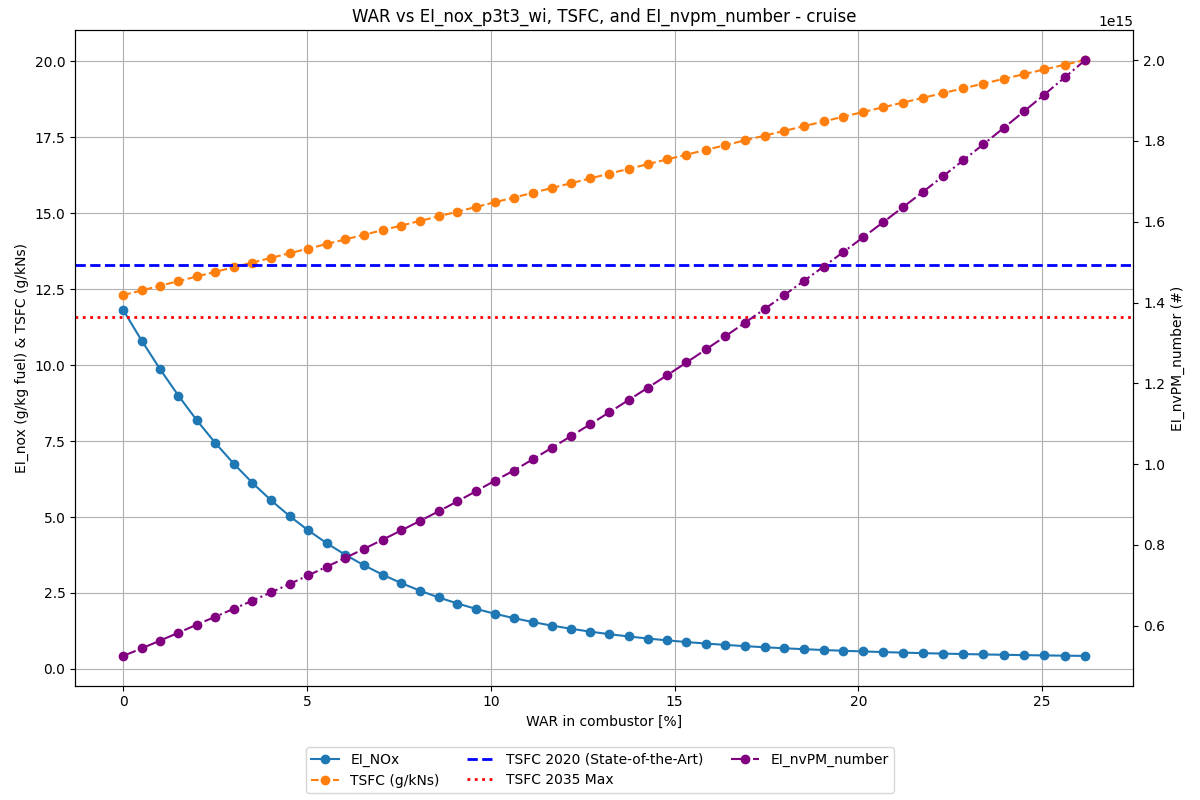 WAR vs EI_nox_p3t3_wi, TSFC, and EI_nvpm_number - cruise
1e15
20.0
17.5
15.0
12.5
10.0
7.5
5.0
2.5
0.0
EI_nox (g/kg fuel) & TSFC (g/kNs)
2.0
1.8
1.6
1.4
1.2
1.0
0.8
0.6
EI_nvPM_number (#)
0 5 10 15 20 25
WAR in combustor [%]
EI_NOx TSFC 2020 (State-of-the-Art) EI_nvPM_number
TSFC (g/kNs) TSFC 2035 Max